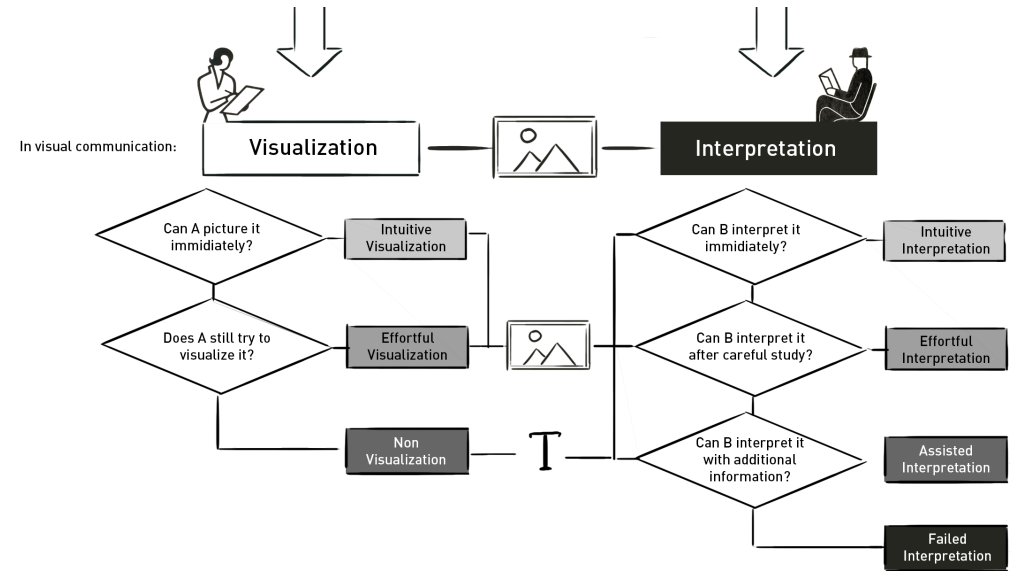 In visual communication:
Visualization
Interpretation
Can A picture it
immidiately?
Intuitive
Visualization
Does A still try to
visualize it?
Effortful
Visualization
Non
Visualization
T
Can B interpret it
immidiately?
Intuitive
Interpretation
Can B interpret it
after careful study?
Effortful
Interpretation
Can B interpret it
with additional
information?
Assisted
Interpretation
Failed
Interpretation